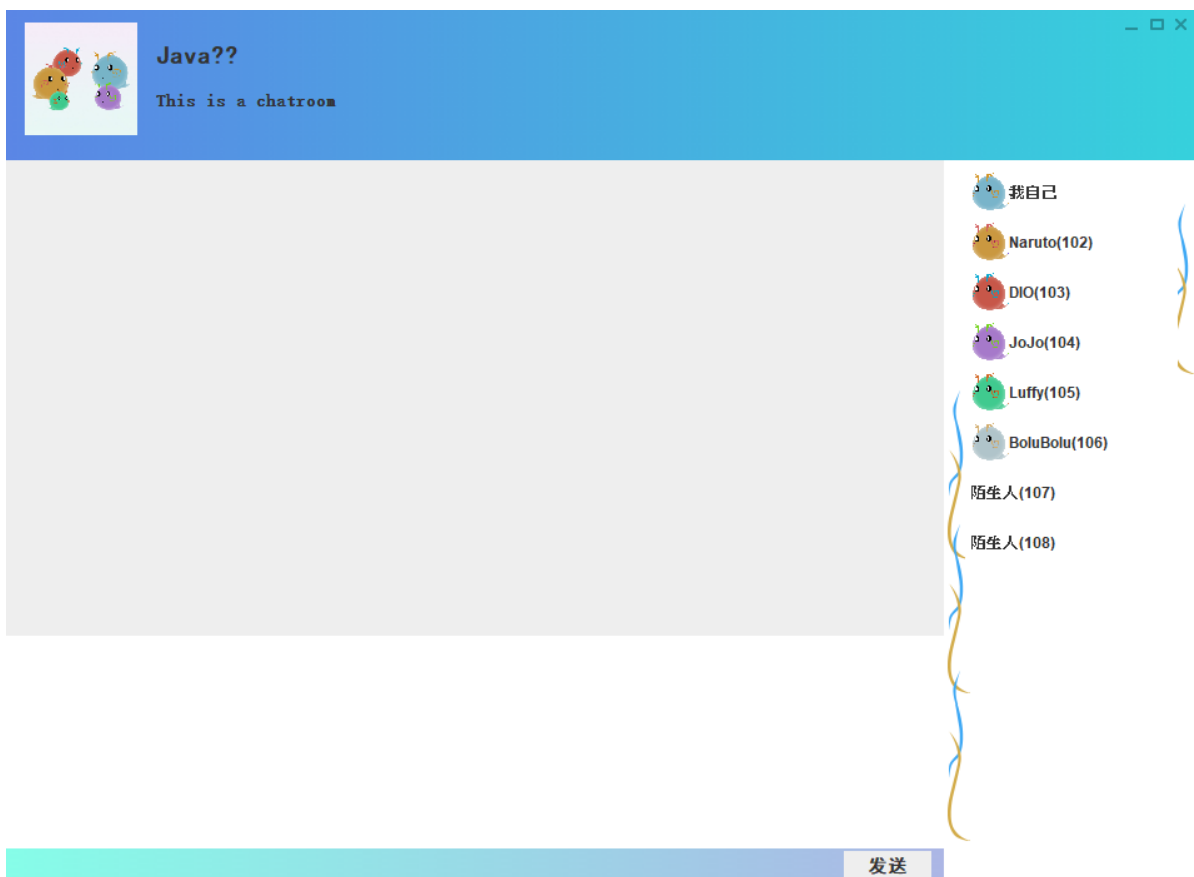 Java??
This is a chatroom
我自己
Naruto(102)
DIO(103)
JoJo(104)
Luffy(105)
BoluBolu(106)
陌生人(107)
陌生人(108)
发送